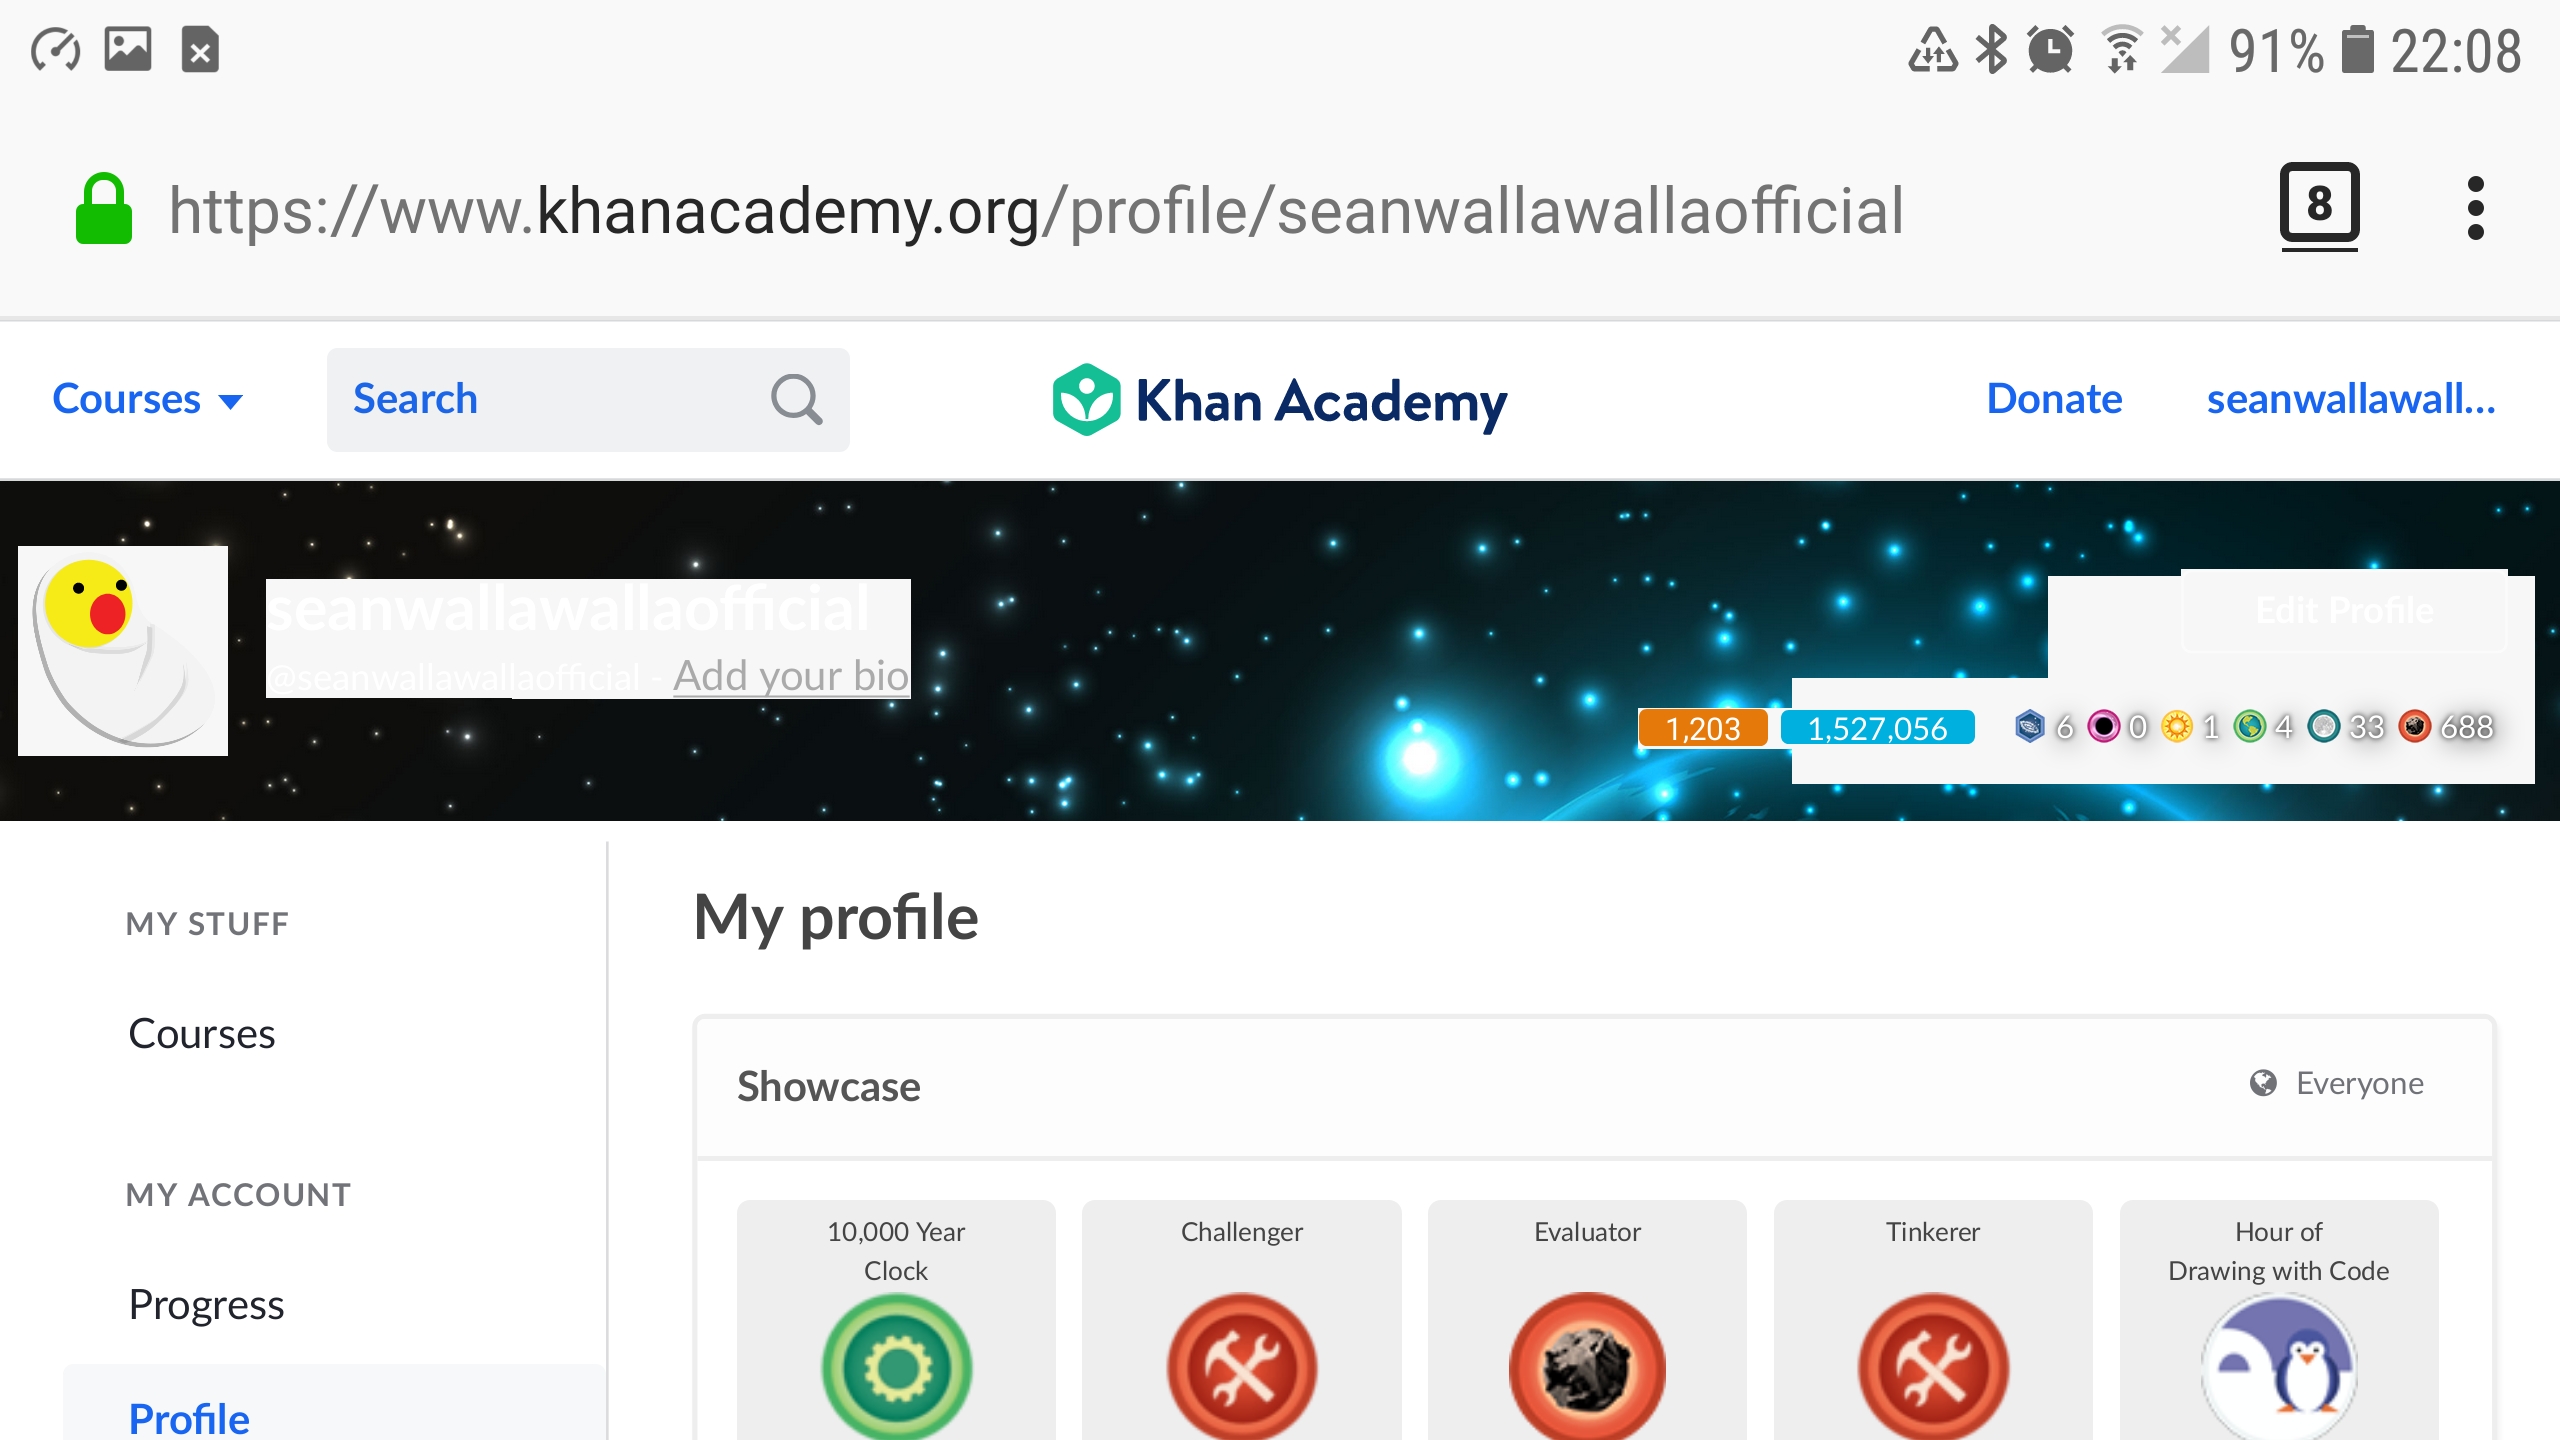 91% 22:08
https://www.khanacademy.org/profile/seanwallawallaofficial
8
Courses
Search
Khan Academy
Donate
seanwallawall...
seanwallawallaofficial
@seanwallawallaofficial - Add your bio
Edit Profile
1,203 1,527,056 6 0 1 4 33 688
MY STUFF
Courses
MY ACCOUNT
Progress
Profile
My profile
Showcase
Everyone
10,000 Year
Clock
Challenger
Evaluator
Tinkerer
Hour of
Drawing with Code